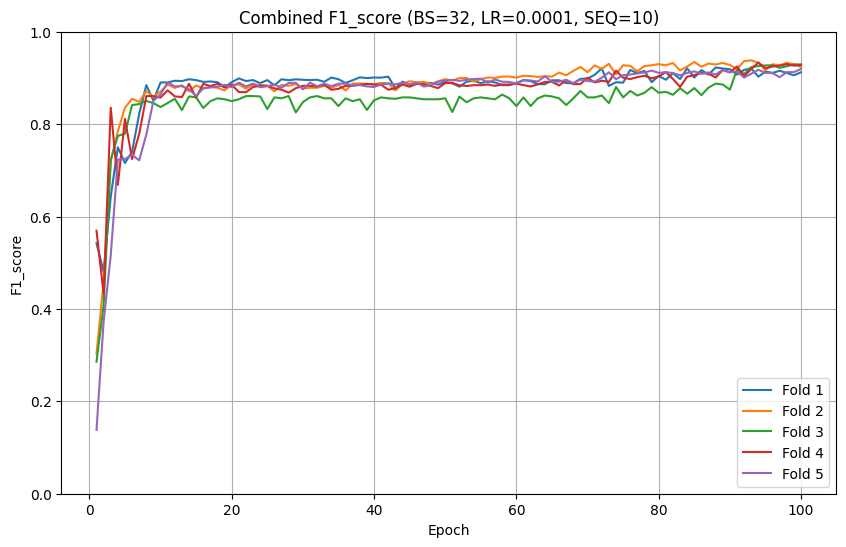 Combined F1_score (BS=32, LR=0.0001, SEQ=10)
1.0
0.8
0.6
0.4
0.2
0.0
F1_score
0
20
40
60
80
100
Epoch
Fold 1
Fold 2
Fold 3
Fold 4
Fold 5